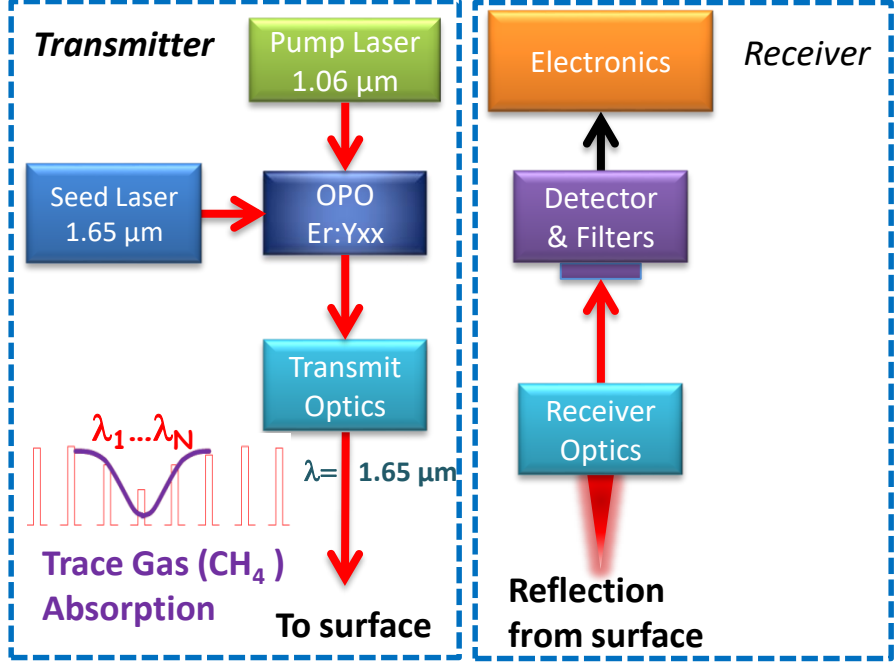 Transmitter
Pump Laser
1.06 µm
Seed Laser
1.65 µm
OPO
Er:Yxx
Transmit
Optics
λ1...λN
λ= 1.65 µm
Trace Gas (CH4 )
Absorption
To surface
Receiver
Electronics
Detector
& Filters
Receiver
Optics
Reflection
from surface